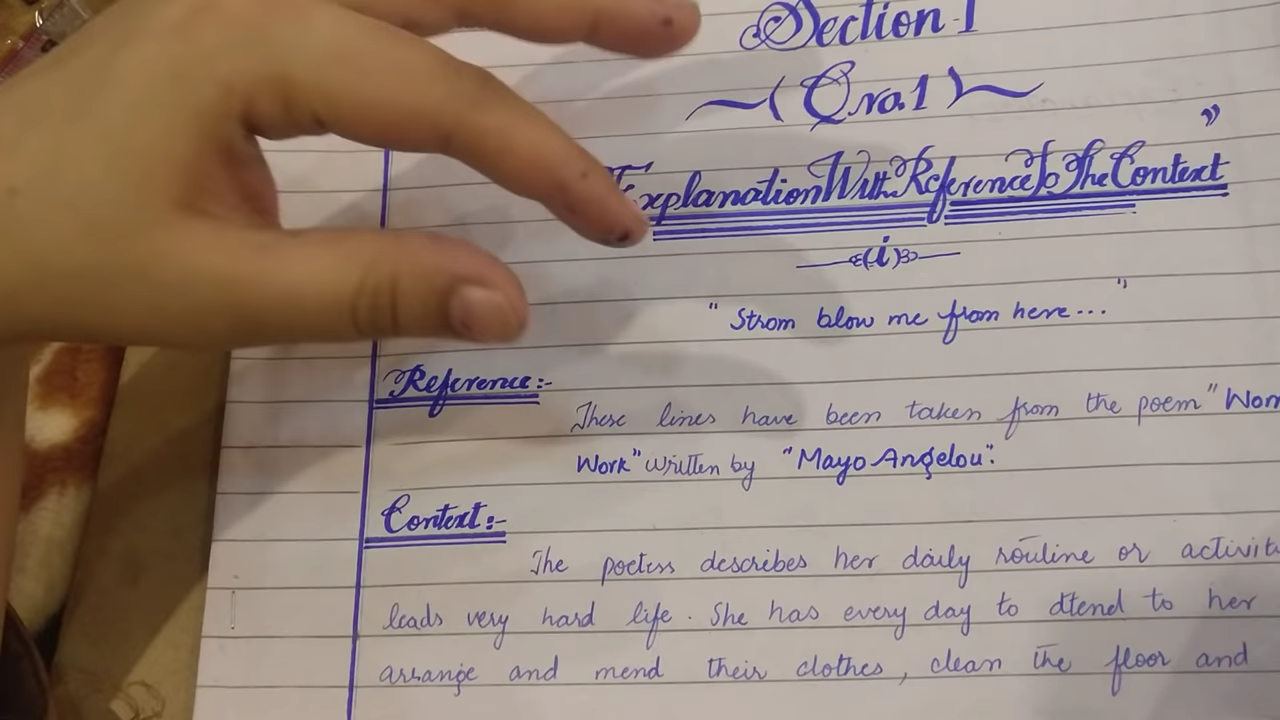 Section-1
(Qno.1)
Explanation With Reference To The Context"
(i)
"Strom blow me from here..."
Reference:-
These lines have been taken from the poem "Wom
Work" written by "Mayo Angelou".
Context:-
The poetess describes her daily routine or activit
leads very hard life. She has every day to attend to her
arrange and mend their clothes, clean the floor and